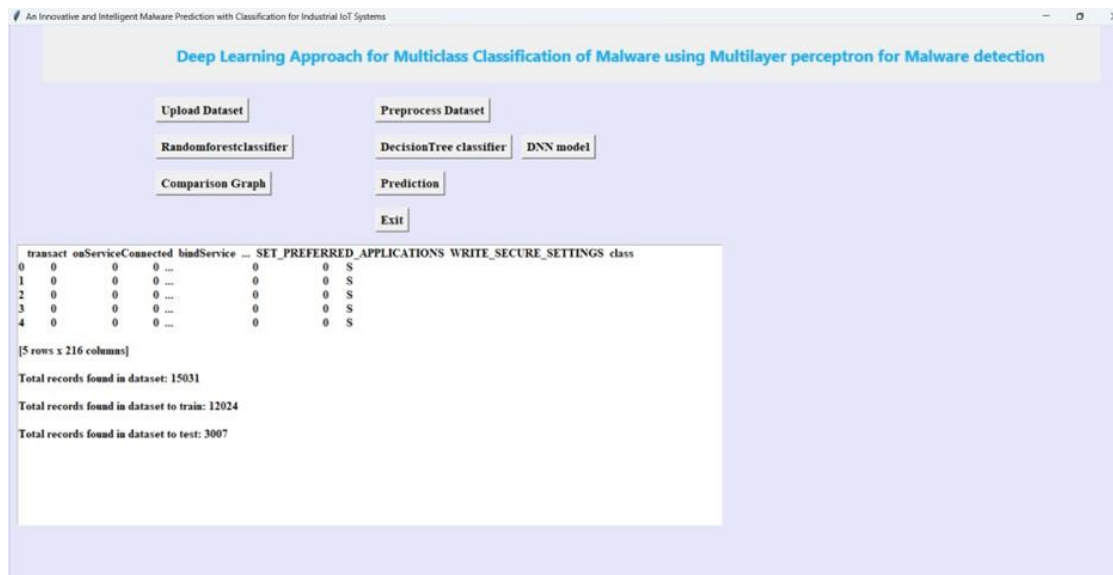 An Innovative and Intelligent Malware Prediction with Classification for Industrial IoT Systems
Deep Learning Approach for Multiclass Classification of Malware using Multilayer perceptron for Malware detection
Upload Dataset Preprocess Dataset
Randomforestclassifier DecisionTree classifier DNN model
Comparison Graph Prediction
Exit
transact onServiceConnected bindService ... SET_PREFERRED_APPLICATIONS WRITE_SECURE_SETTINGS class
0 0 0 0 ... 0 0 S
1 0 0 0 ... 0 0 S
2 0 0 0 ... 0 0 S
3 0 0 0 ... 0 0 S
4 0 0 0 ... 0 0 S
[5 rows x 216 columns]
Total records found in dataset: 15031
Total records found in dataset to train: 12024
Total records found in dataset to test: 3007